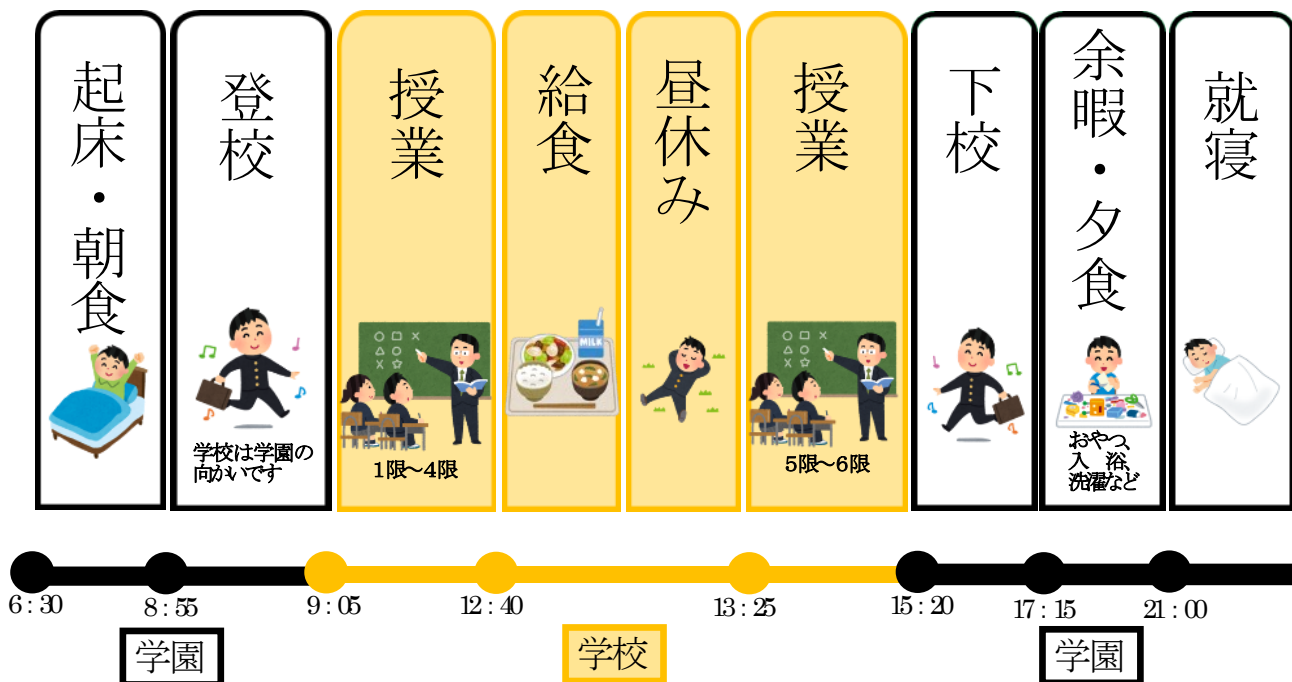 起床・朝食
登校
学校は学園の
向かいです
授業
1限～4限
給食
MILK
昼休み
授業
5限～6限
下校
余暇・夕食
おやつ、
入　浴、
洗濯など
就寝
6：30
8：55
9：05
12：40
13：25
15：20
17：15
21：00
学園
学校
学園